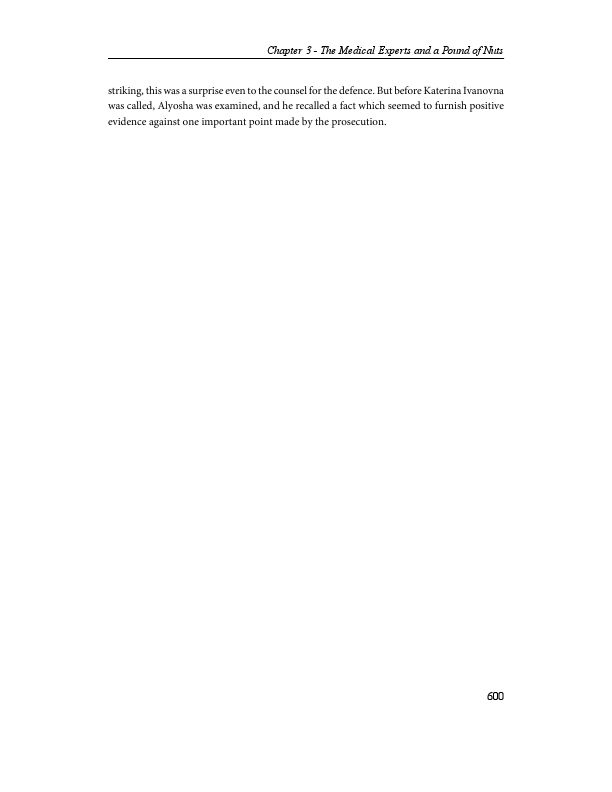 Chapter 3 - The Medical Experts and a Pound of Nuts
striking, this was a surprise even to the counsel for the defence. But before Katerina Ivanovna
was called, Alyosha was examined, and he recalled a fact which seemed to furnish positive
evidence against one important point made by the prosecution.
600